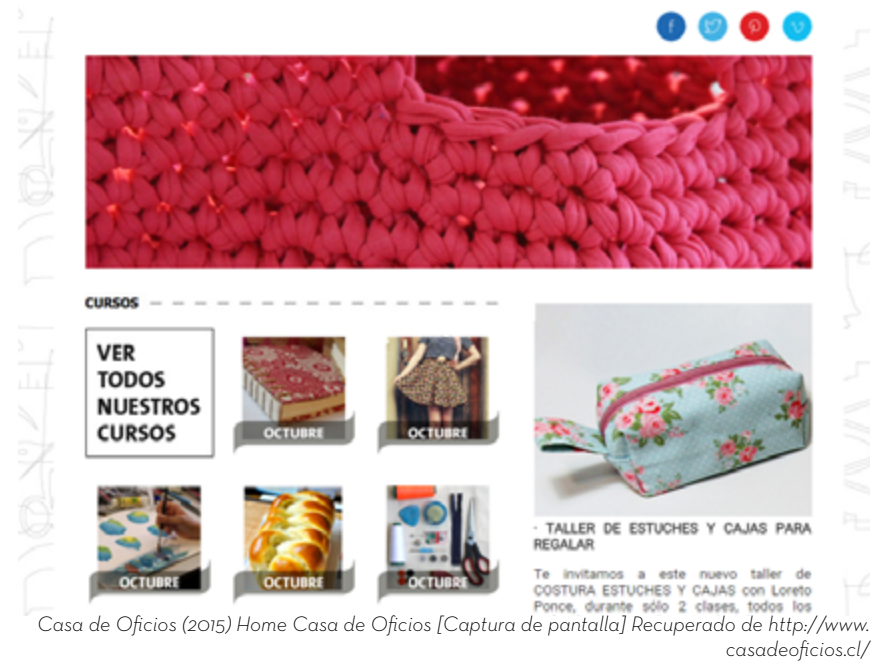 CURSOS
VER
TODOS
NUESTROS
CURSOS
OCTUBRE
OCTUBRE
OCTUBRE
OCTUBRE
OCTUBRE
· TALLER DE ESTUCHES Y CAJAS PARA
REGALAR
Te invitamos a este nuevo taller de
COSTURA ESTUCHES Y CAJAS con Loreto
Ponce, durante sólo 2 clases, todos los
Casa de Oficios (2015) Home Casa de Oficios [Captura de pantalla] Recuperado de http://www.
casadeoficios.cl/